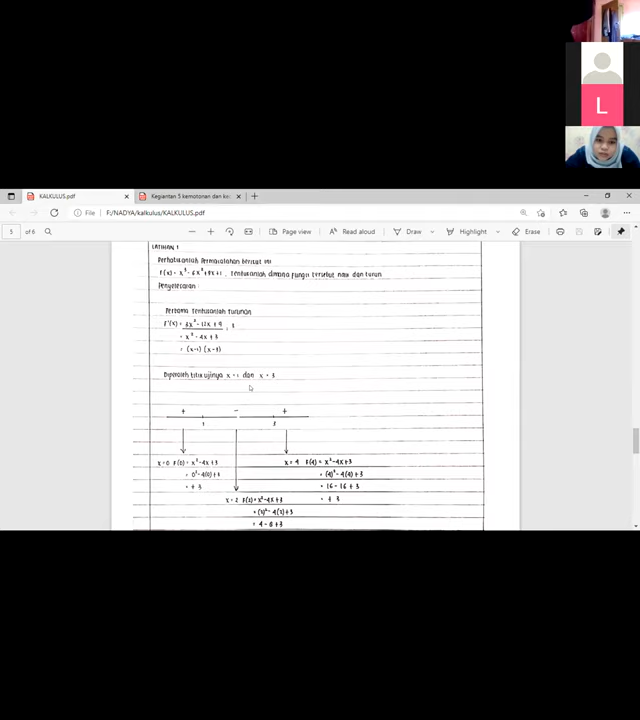 L
KALKULUS.pdf
Kegiantan 5 kemotonan dan ke
File F:/NADYA/kalkulus/KALKULUS.pdf
5 of 6 Read aloud Draw Highlight Erase
LATIHAN 1
Perhatikanlah Permasalahan berikut ini
F(x) = x³ - 6x² + 9x + 1, Tentukanlah dimana fungsi tersebut naik dan turun
Penyelesaian :
Pertama Tentukanlah turunan
F'(x) = 3x² - 12x + 9 : 3
= x² - 4x + 3
= (x-1) (x-3)
Diperoleh titik ujinya x = 1 dan x = 3
+ - +
1 3
x = 0 F(0) = x² - 4x + 3
= 0² - 4(0) + 3
= + 3
x = 4 F(4) = x² - 4x + 3
= (4)² - 4(4) + 3
= 16 - 16 + 3
= + 3
x = 2 F(2) = x² - 4x + 3
= (2)² - 4(2) + 3
= 4 - 8 + 3